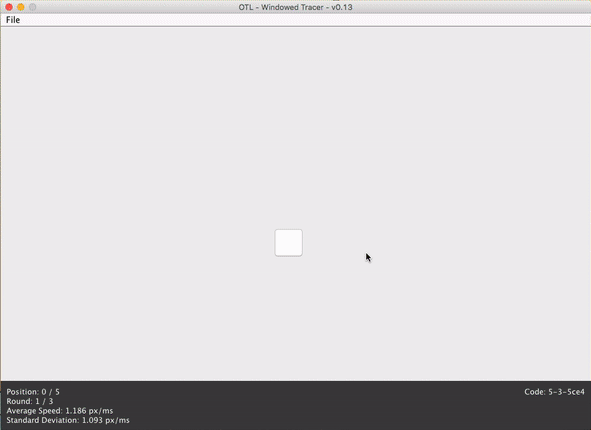 OTL - Windowed Tracer - v0.13
File
Position: 0 / 5
Code: 5-3-5ce4
Round: 1 / 3
Average Speed: 1.186 px/ms
Standard Deviation: 1.093 px/ms